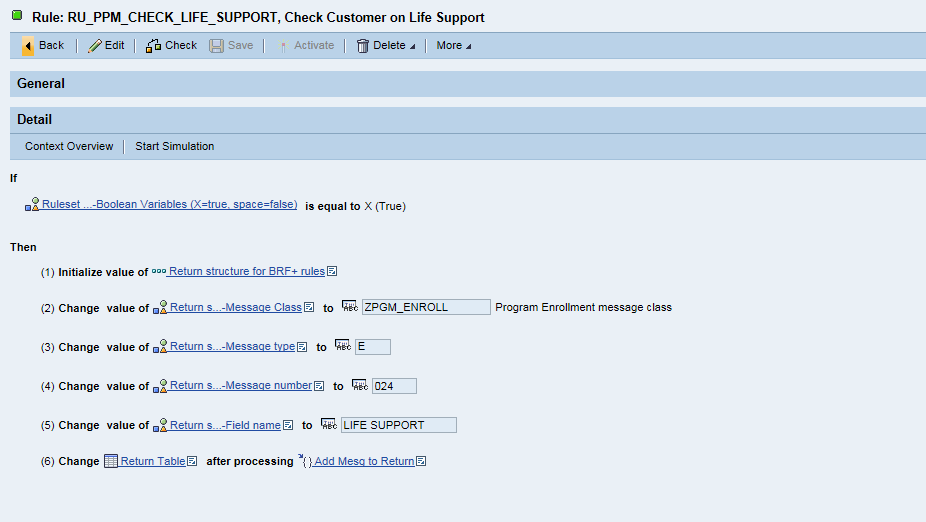 Rule: RU_PPM_CHECK_LIFE_SUPPORT, Check Customer on Life Support
Back Edit Check Save Activate Delete More
General
Detail
Context Overview Start Simulation
If
Ruleset ...-Boolean Variables (X=true, space=false) is equal to X (True)
Then
(1) Initialize value of Return structure for BRF+ rules
(2) Change value of Return s...-Message Class to ABC ZPGM_ENROLL Program Enrollment message class
(3) Change value of Return s...-Message type to ABC E
(4) Change value of Return s...-Message number to ABC 024
(5) Change value of Return s...-Field name to ABC LIFE SUPPORT
(6) Change Return Table after processing Add Mesg to Return